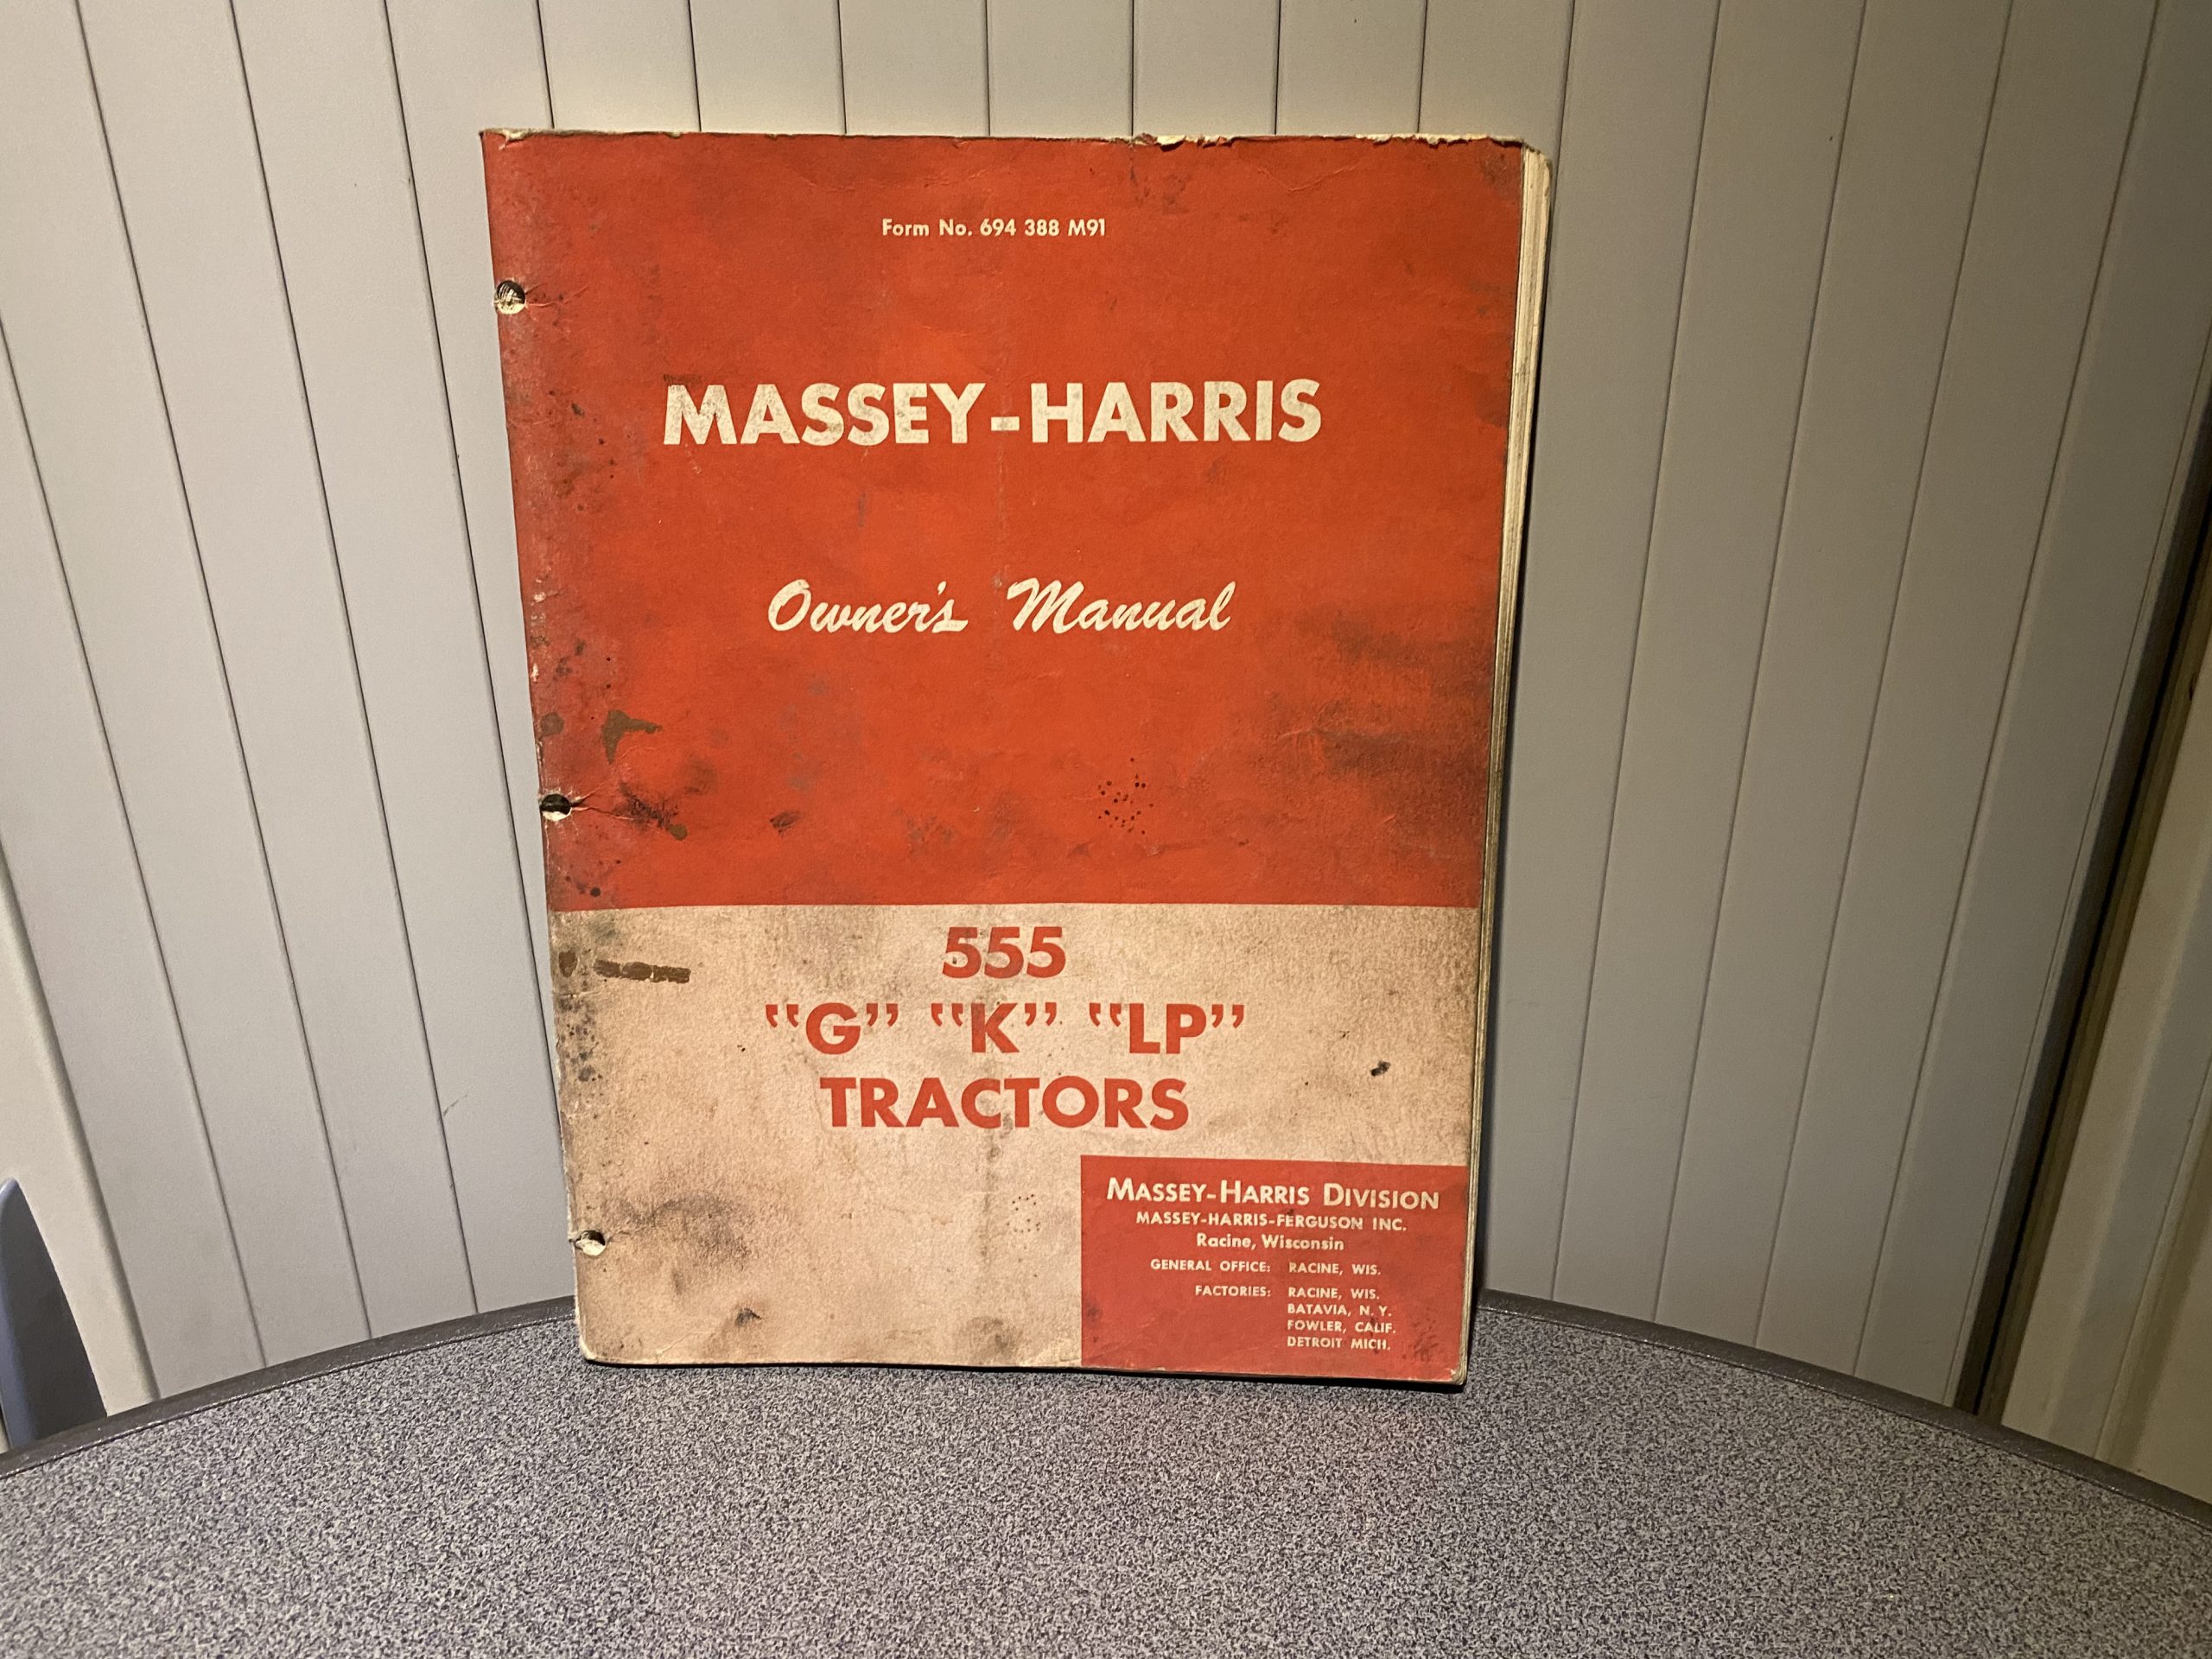 Form No. 694 388 M91
MASSEY-HARRIS
Owner's Manual
555
"G" "K" "LP"
TRACTORS
MASSEY-HARRIS DIVISION
MASSEY-HARRIS-FERGUSON INC.
Racine, Wisconsin
GENERAL OFFICE: RACINE, WIS.
FACTORIES: RACINE, WIS.
BATAVIA, N. Y.
FOWLER, CALIF.
DETROIT MICH.